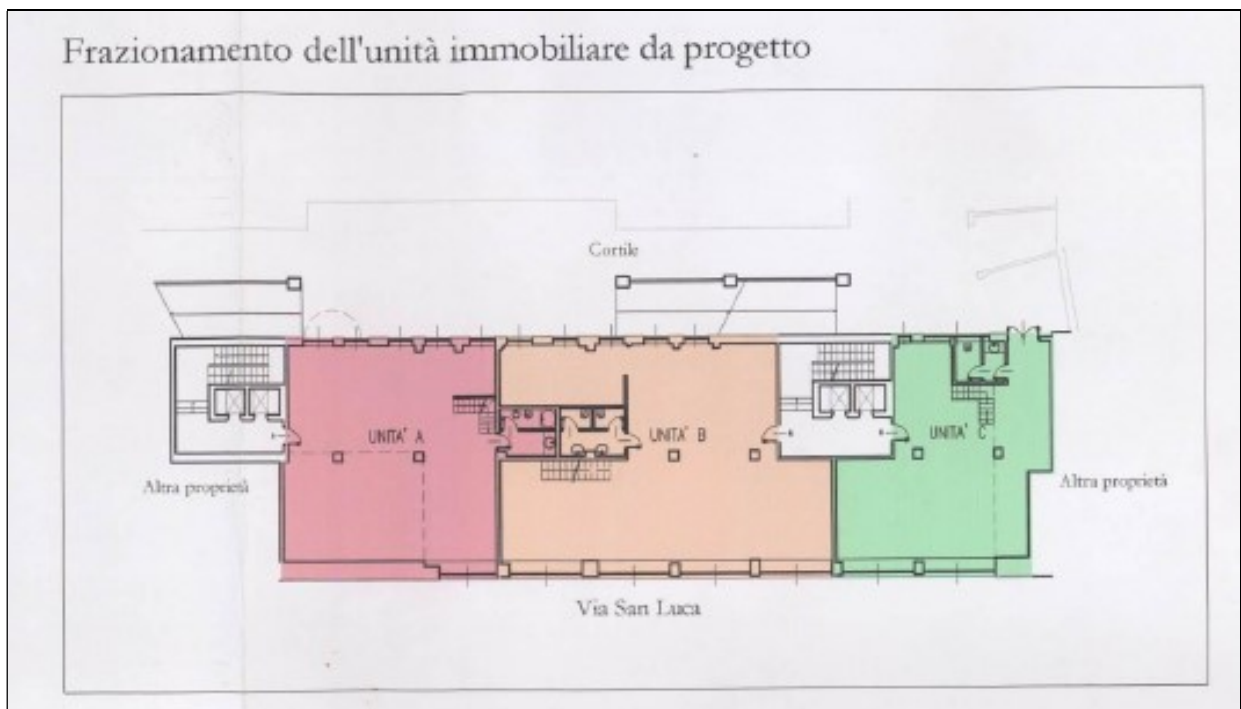 Frazionamento dell'unità immobiliare da progetto
Cortile
UNITA' A
UNITA' B
UNITA' C
Altra proprietà
Altra proprietà
Via San Luca